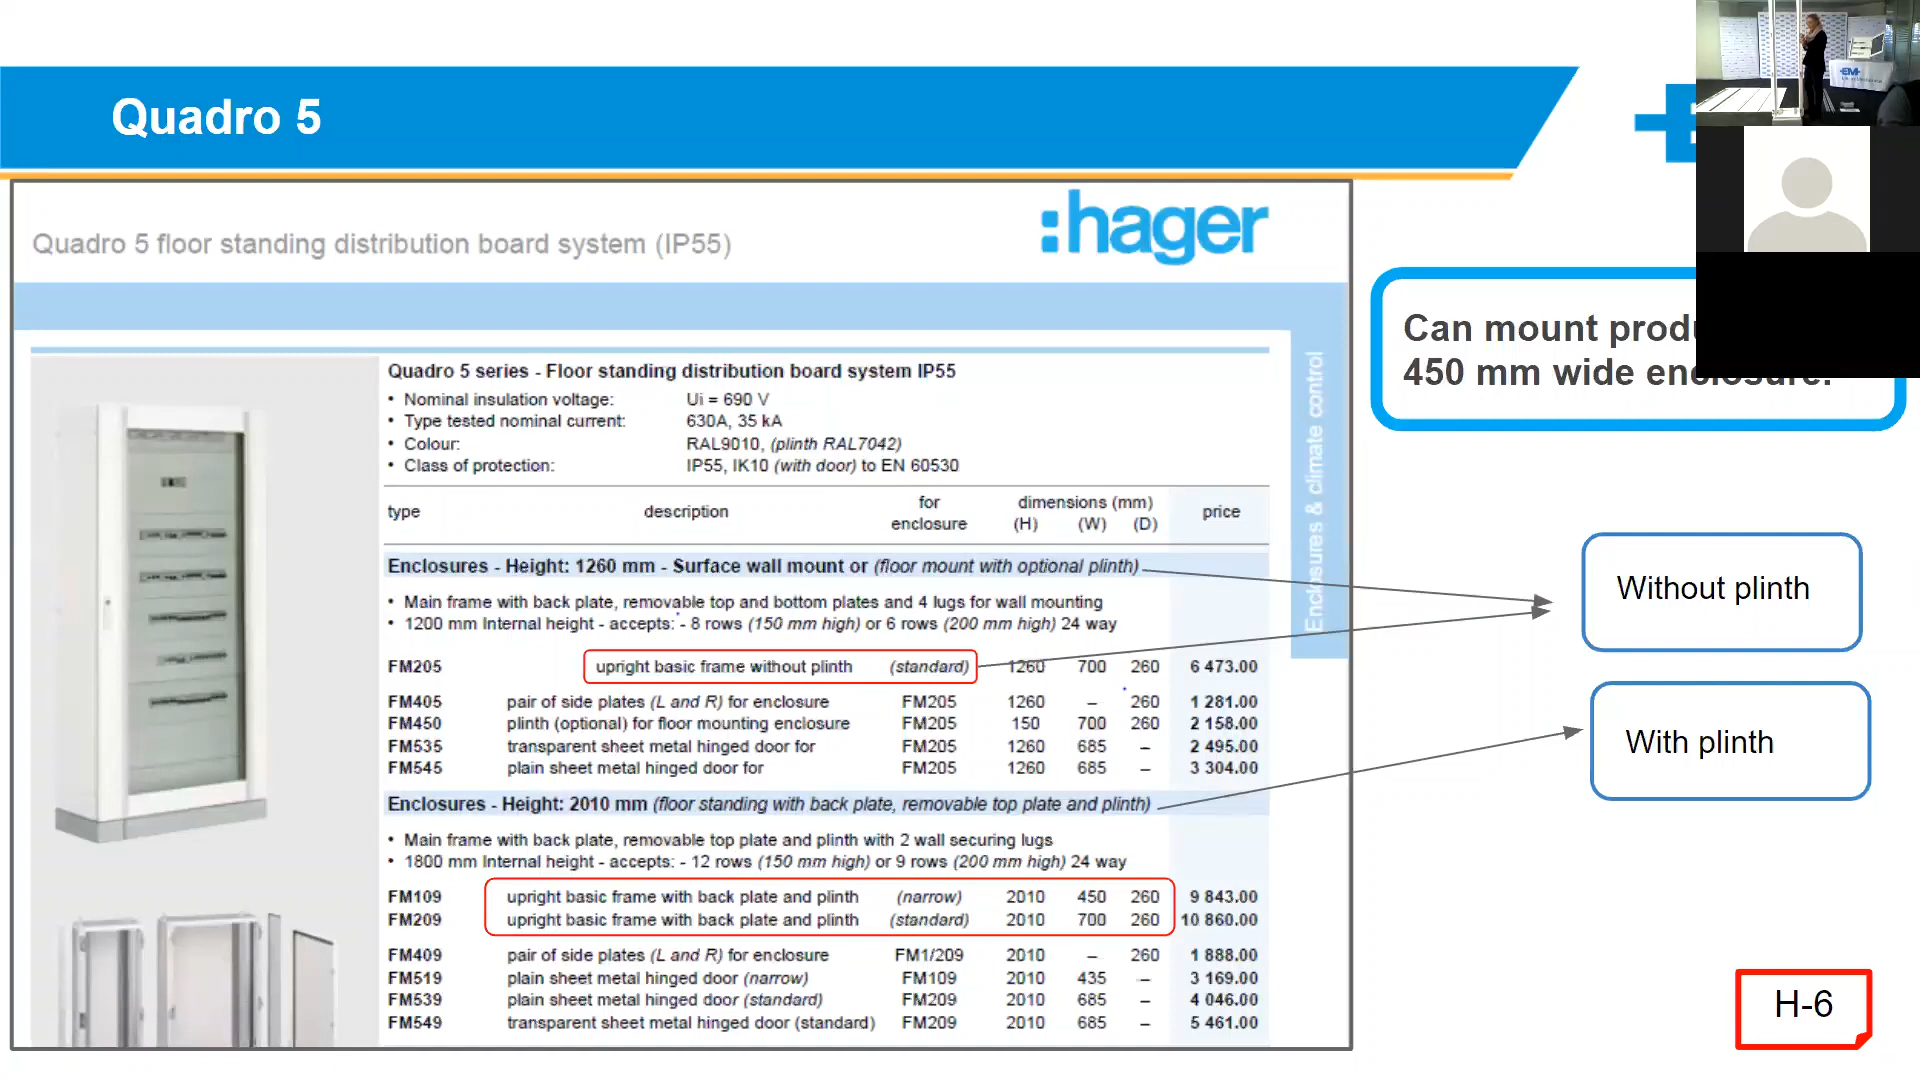 Quadro 5
Quadro 5 floor standing distribution board system (IP55)
:hager
Quadro 5 series - Floor standing distribution board system IP55
• Nominal insulation voltage: Ui = 690 V
• Type tested nominal current: 630A, 35 kA
• Colour: RAL9010, (plinth RAL7042)
• Class of protection: IP55, IK10 (with door) to EN 60530
type description for enclosure dimensions (mm) (H) (W) (D) price
Enclosures - Height: 1260 mm - Surface wall mount or (floor mount with optional plinth)
• Main frame with back plate, removable top and bottom plates and 4 lugs for wall mounting
• 1200 mm Internal height - accepts: - 8 rows (150 mm high) or 6 rows (200 mm high) 24 way
FM205 upright basic frame without plinth (standard) 1260 700 260 6 473.00
FM405 pair of side plates (L and R) for enclosure FM205 1260 – 260 1 281.00
FM450 plinth (optional) for floor mounting enclosure FM205 150 700 260 2 158.00
FM535 transparent sheet metal hinged door for FM205 1260 685 – 2 495.00
FM545 plain sheet metal hinged door for FM205 1260 685 – 3 304.00
Enclosures - Height: 2010 mm (floor standing with back plate, removable top plate and plinth)
• Main frame with back plate, removable top plate and plinth with 2 wall securing lugs
• 1800 mm Internal height - accepts: - 12 rows (150 mm high) or 9 rows (200 mm high) 24 way
FM109 upright basic frame with back plate and plinth (narrow) 2010 450 260 9 843.00
FM209 upright basic frame with back plate and plinth (standard) 2010 700 260 10 860.00
FM409 pair of side plates (L and R) for enclosure FM1/209 2010 – 260 1 888.00
FM519 plain sheet metal hinged door (narrow) FM109 2010 435 – 3 169.00
FM539 plain sheet metal hinged door (standard) FM209 2010 685 – 4 046.00
FM549 transparent sheet metal hinged door (standard) FM209 2010 685 – 5 461.00
Enclosures & climate control
Can mount
450 mm wide enclosure.
Without plinth
With plinth
H-6
EM